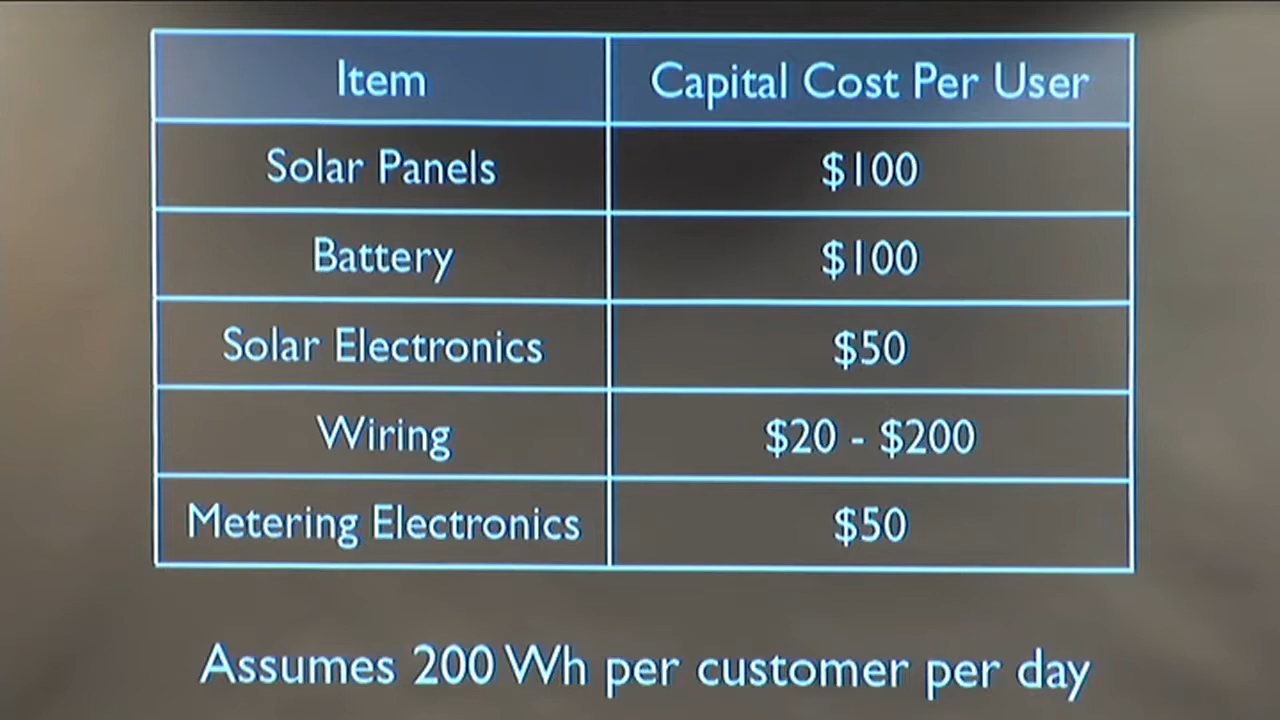 Item Capital Cost Per User
Solar Panels $100
Battery $100
Solar Electronics $50
Wiring $20 - $200
Metering Electronics $50
Assumes 200 Wh per customer per day